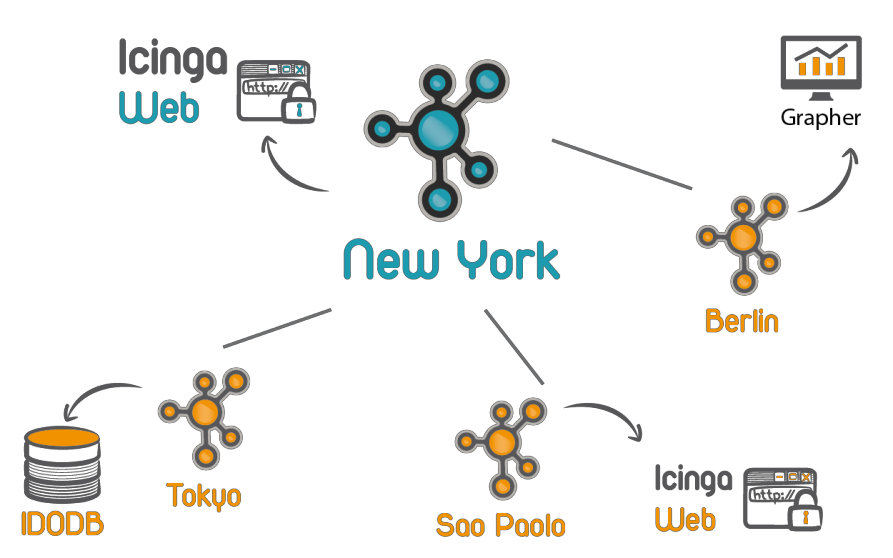 Icinga
Web
http://
New York
Grapher
Berlin
Tokyo
IDODB
Sao Paolo
Icinga
Web
http://